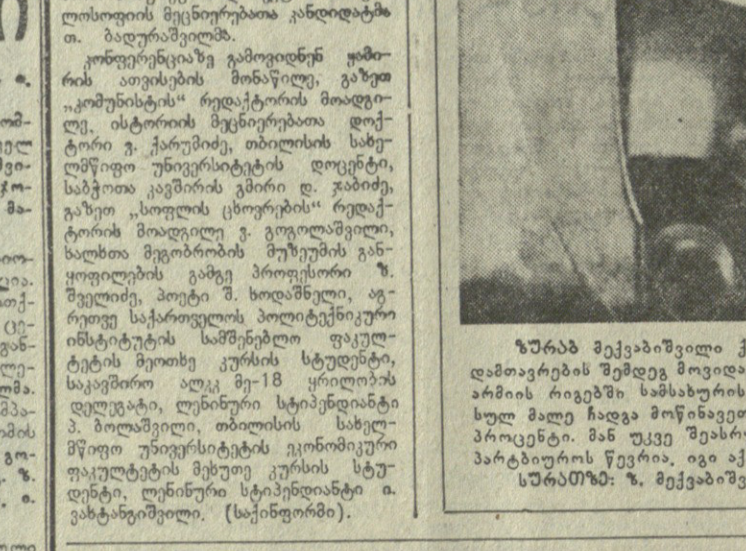 ლოსოფიის მეცნიერებათა კანდიდატმა
თ. ბადურაშვილმა.
კონფერენციაზე გამოვიდნენ ყამი-
რის ათვისების მონაწილე, გაზეთ
„კომუნისტის“ რედაქტორის მოადგი-
ლე, ისტორიის მეცნიერებათა დოქ-
ტორი გ. ქარუმიძე, თბილისის სახე-
ლმწიფო უნივერსიტეტის დოცენტი,
საბჭოთა კავშირის გმირი დ. ჯაბიძე,
გაზეთ „სოფლის ცხოვრების“ რედაქ-
ტორის მოადგილე ვ. გოგოლაშვილი,
ხალხთა მეგობრობის მუზეუმის გან-
ყოფილების გამგე პროფესორი ზ.
შველიძე, პოეტი შ. ხოდაშნელი, აგ-
რეთვე საქართველოს პოლიტექნიკური
ინსტიტუტის სამშენებლო ფაკულ-
ტეტის მეოთხე კურსის სტუდენტი,
საკავშირო ალკკ მე-18 ყრილობის
დელეგატი, ლენინური სტიპენდიანტი
პ. ბოლაშვილი, თბილისის სახელ-
მწიფო უნივერსიტეტის ეკონომიკური
ფაკულტეტის მეხუთე კურსის სტუ-
დენტი, ლენინური სტიპენდიანტი ი.
ვახტანგიშვილი. (საქინფორმი).
ზურაბ მექვაბიშვილი
დამთავრების შემდეგ მოვიდა
არმიის რიგებში სამსახურის
სულ მალე ჩადგა მოწინავეთ
პროცენტი. მან უკვე შეასრ
პარტბიუროს წევრია. იგი აქ
სურათზე: ზ. მექვაბიშვ